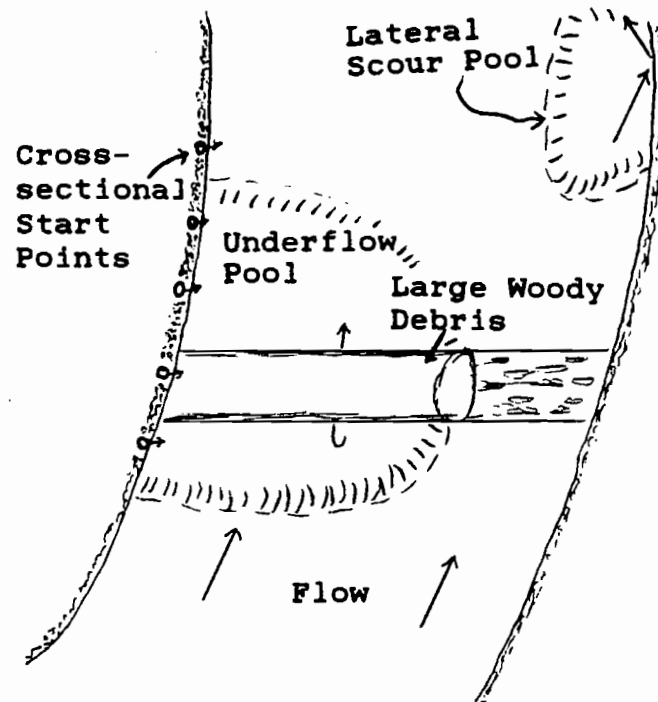 Lateral
Scour Pool
Cross-
sectional
Start
Points
Underflow
Pool
Large Woody
Debris
Flow